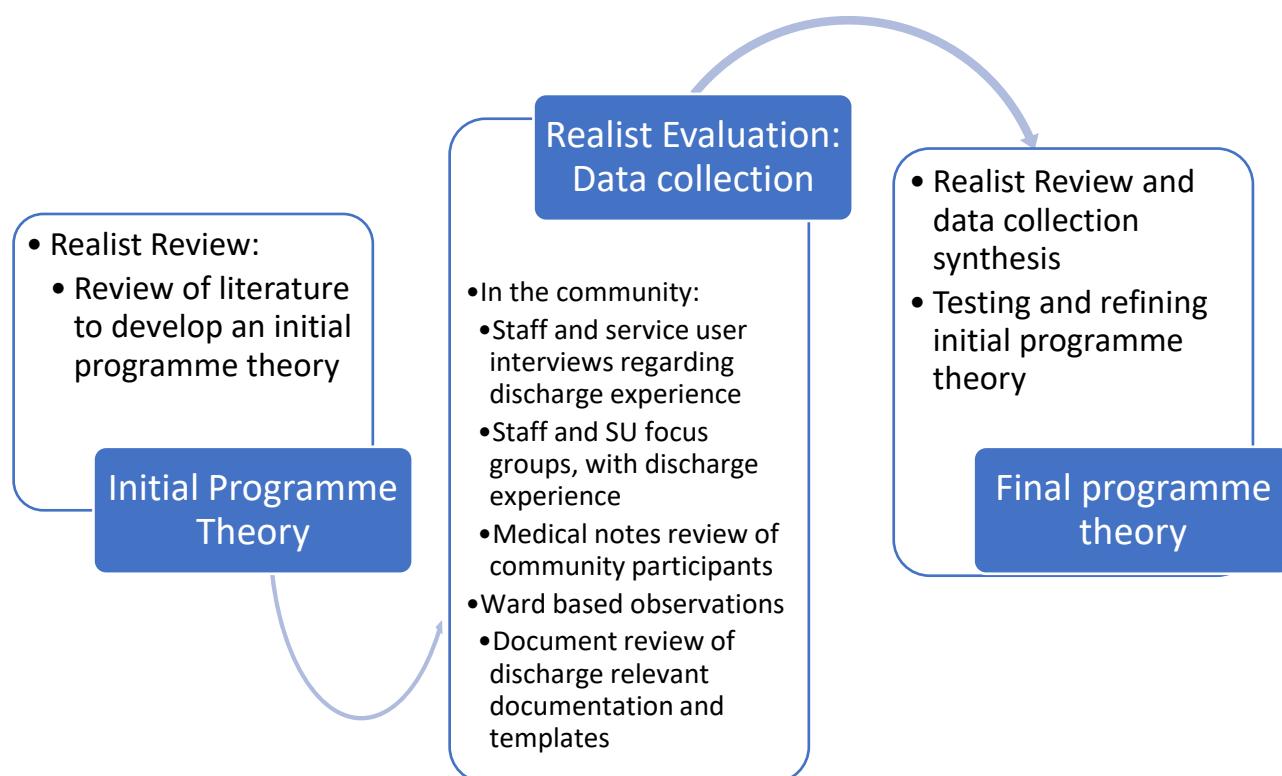 • Realist Review:
• Review of literature
to develop an initial
programme theory
Initial Programme
Theory
Realist Evaluation:
Data collection
•In the community:
•Staff and service user
interviews regarding
discharge experience
•Staff and SU focus
groups, with discharge
experience
•Medical notes review of
community participants
•Ward based observations
•Document review of
discharge relevant
documentation and
templates
• Realist Review and
data collection
synthesis
• Testing and refining
initial programme
theory
Final programme
theory